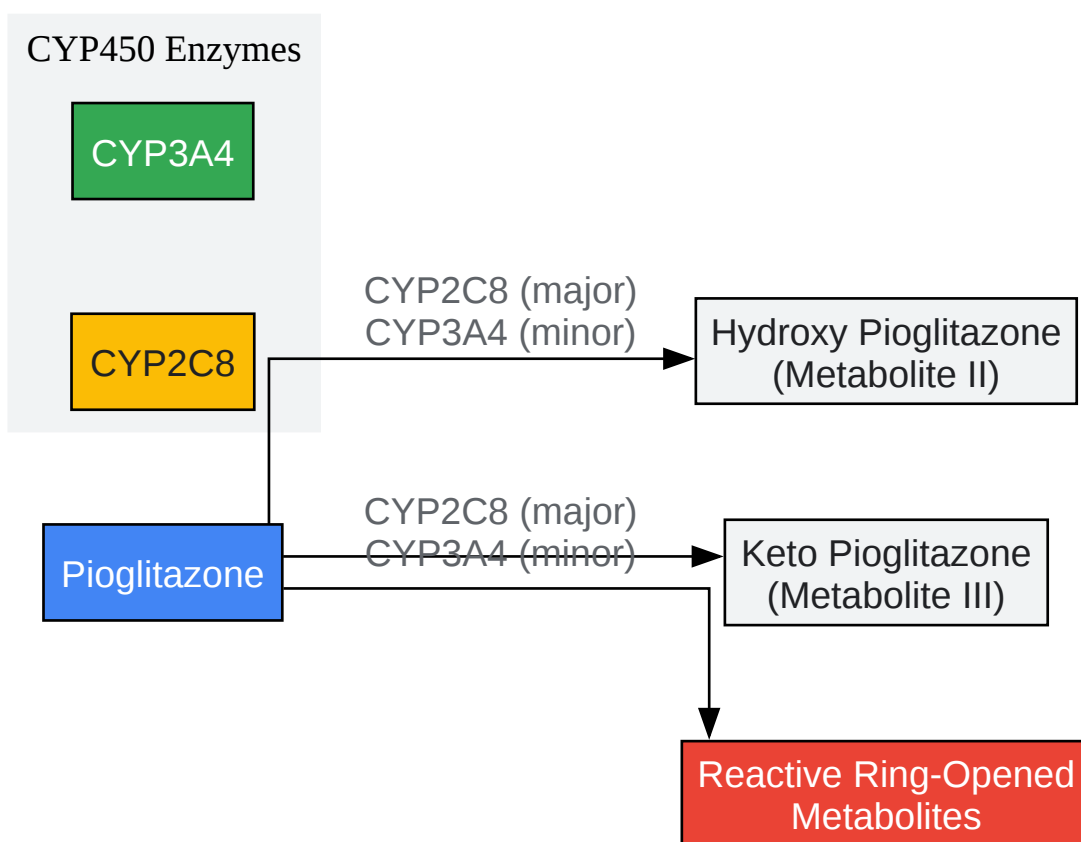 CYP450 Enzymes
CYP3A4
CYP2C8
CYP2C8 (major)
CYP3A4 (minor)
Hydroxy Pioglitazone
(Metabolite II)
Pioglitazone
CYP2C8 (major)
CYP3A4 (minor)
Keto Pioglitazone
(Metabolite III)
Reactive Ring-Opened
Metabolites